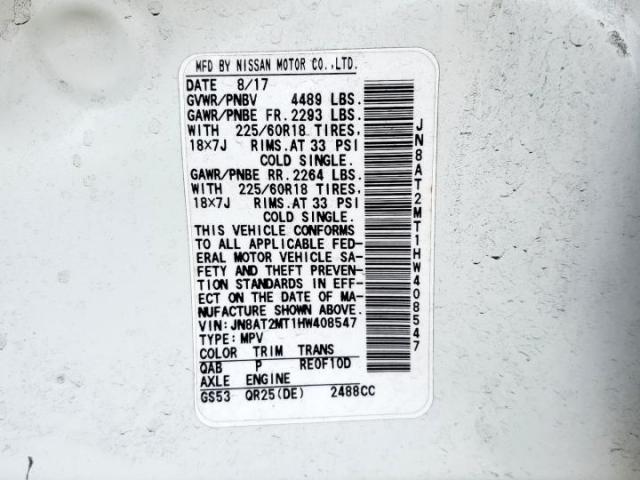 MFD BY NISSAN MOTOR CO.,LTD.
DATE 8/17
GVWR/PNBV 4489 LBS.
GAWR/PNBE FR. 2293 LBS.
WITH 225/60R18 TIRES,
18×7J RIMS.AT 33 PSI
COLD SINGLE.
GAWR/PNBE RR. 2264 LBS.
WITH 225/60R18 TIRES,
18×7J RIMS.AT 33 PSI
COLD SINGLE.
THIS VEHICLE CONFORMS
TO ALL APPLICABLE FED-
ERAL MOTOR VEHICLE SA-
FETY AND THEFT PREVEN-
TION STANDARDS IN EFF-
ECT ON THE DATE OF MA-
NUFACTURE SHOWN ABOVE.
VIN:JN8AT2MT1HW408547
TYPE:MPV
COLOR TRIM TRANS
QAB P RE0F10D
AXLE ENGINE
GS53 QR25(DE) 2488CC
JN8AT2MT1HW408547